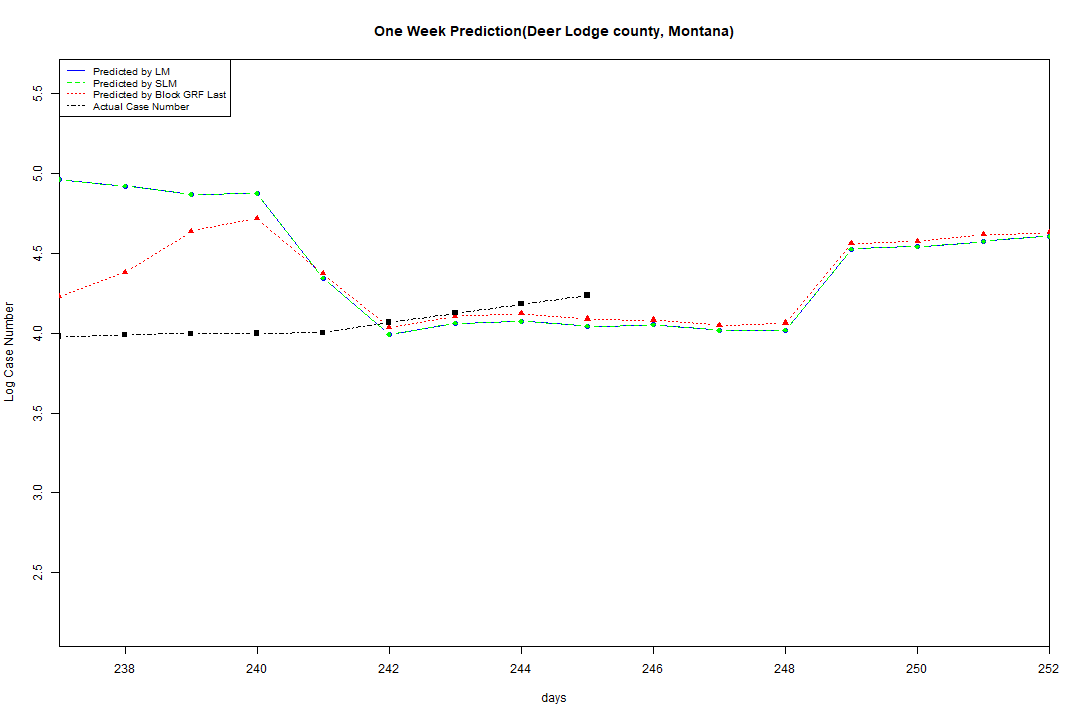 One Week Prediction(Deer Lodge county, Montana)
Predicted by LM
Predicted by SLM
Predicted by Block GRF Last
Actual Case Number
5.5
5.0
4.5
4.0
3.5
3.0
2.5
Log Case Number
238 240 242 244 246 248 250 252
days